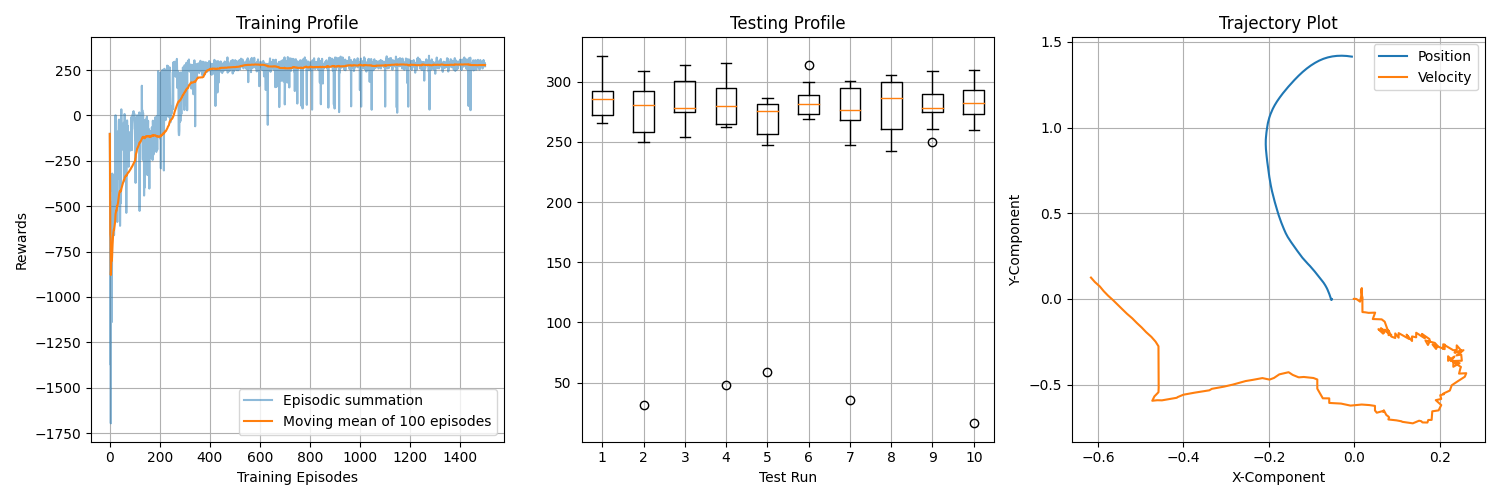 Training Profile
Rewards
250
0
−250
−500
−750
−1000
−1250
−1500
−1750
Episodic summation
Moving mean of 100 episodes
0 200 400 600 800 1000 1200 1400
Training Episodes
Testing Profile
300
250
200
150
100
50
1 2 3 4 5 6 7 8 9 10
Test Run
Trajectory Plot
Y-Component
1.5
1.0
0.5
0.0
−0.5
Position
Velocity
−0.6 −0.4 −0.2 0.0 0.2
X-Component